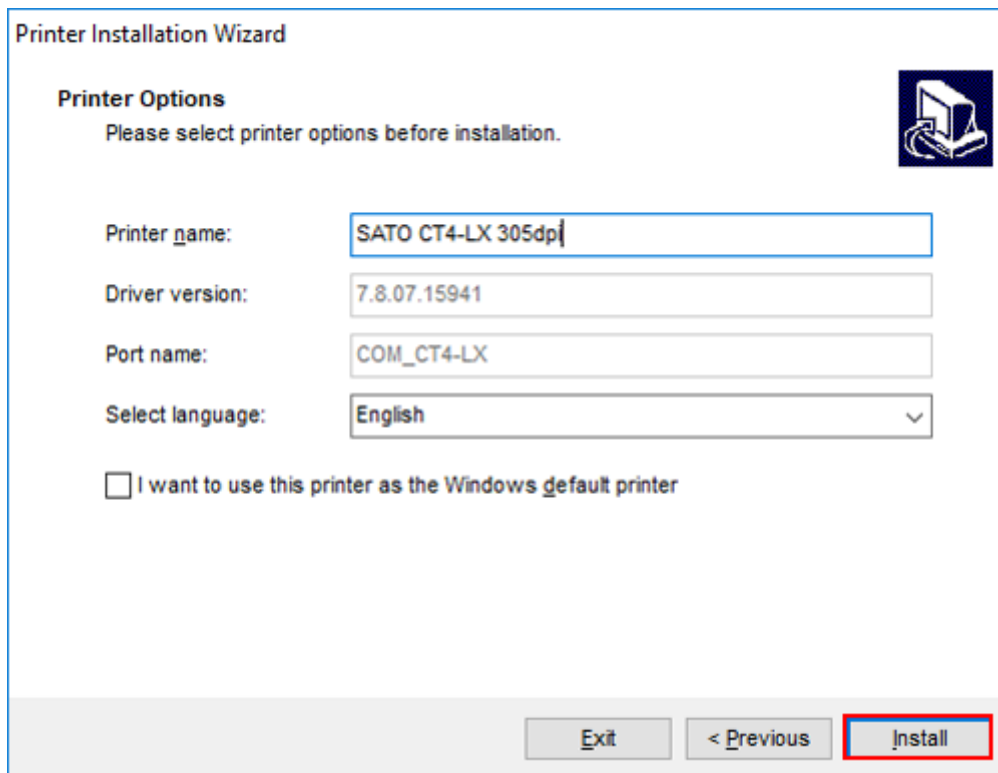 Printer Installation Wizard
Printer Options
Please select printer options before installation.
Printer name: SATO CT4-LX 305dpi
Driver version: 7.8.07.15941
Port name: COM_CT4-LX
Select language: English
I want to use this printer as the Windows default printer
Exit < Previous Install